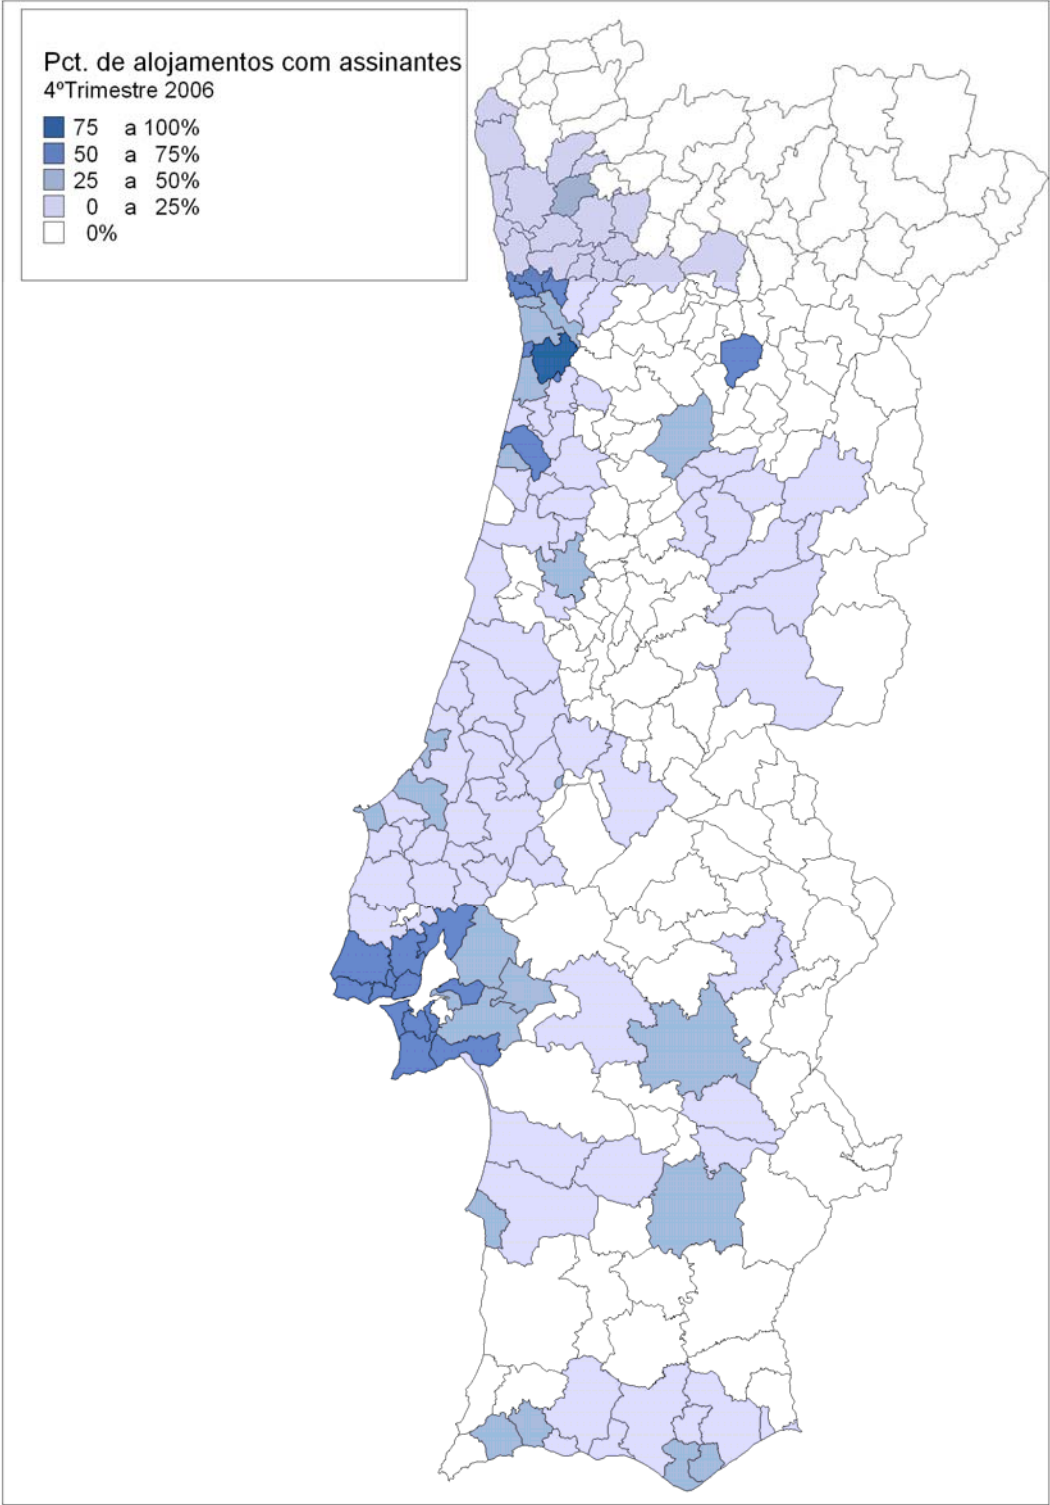 Pct. de alojamentos com assinantes
4ºTrimestre 2006
75 a 100%
50 a 75%
25 a 50%
0 a 25%
0%